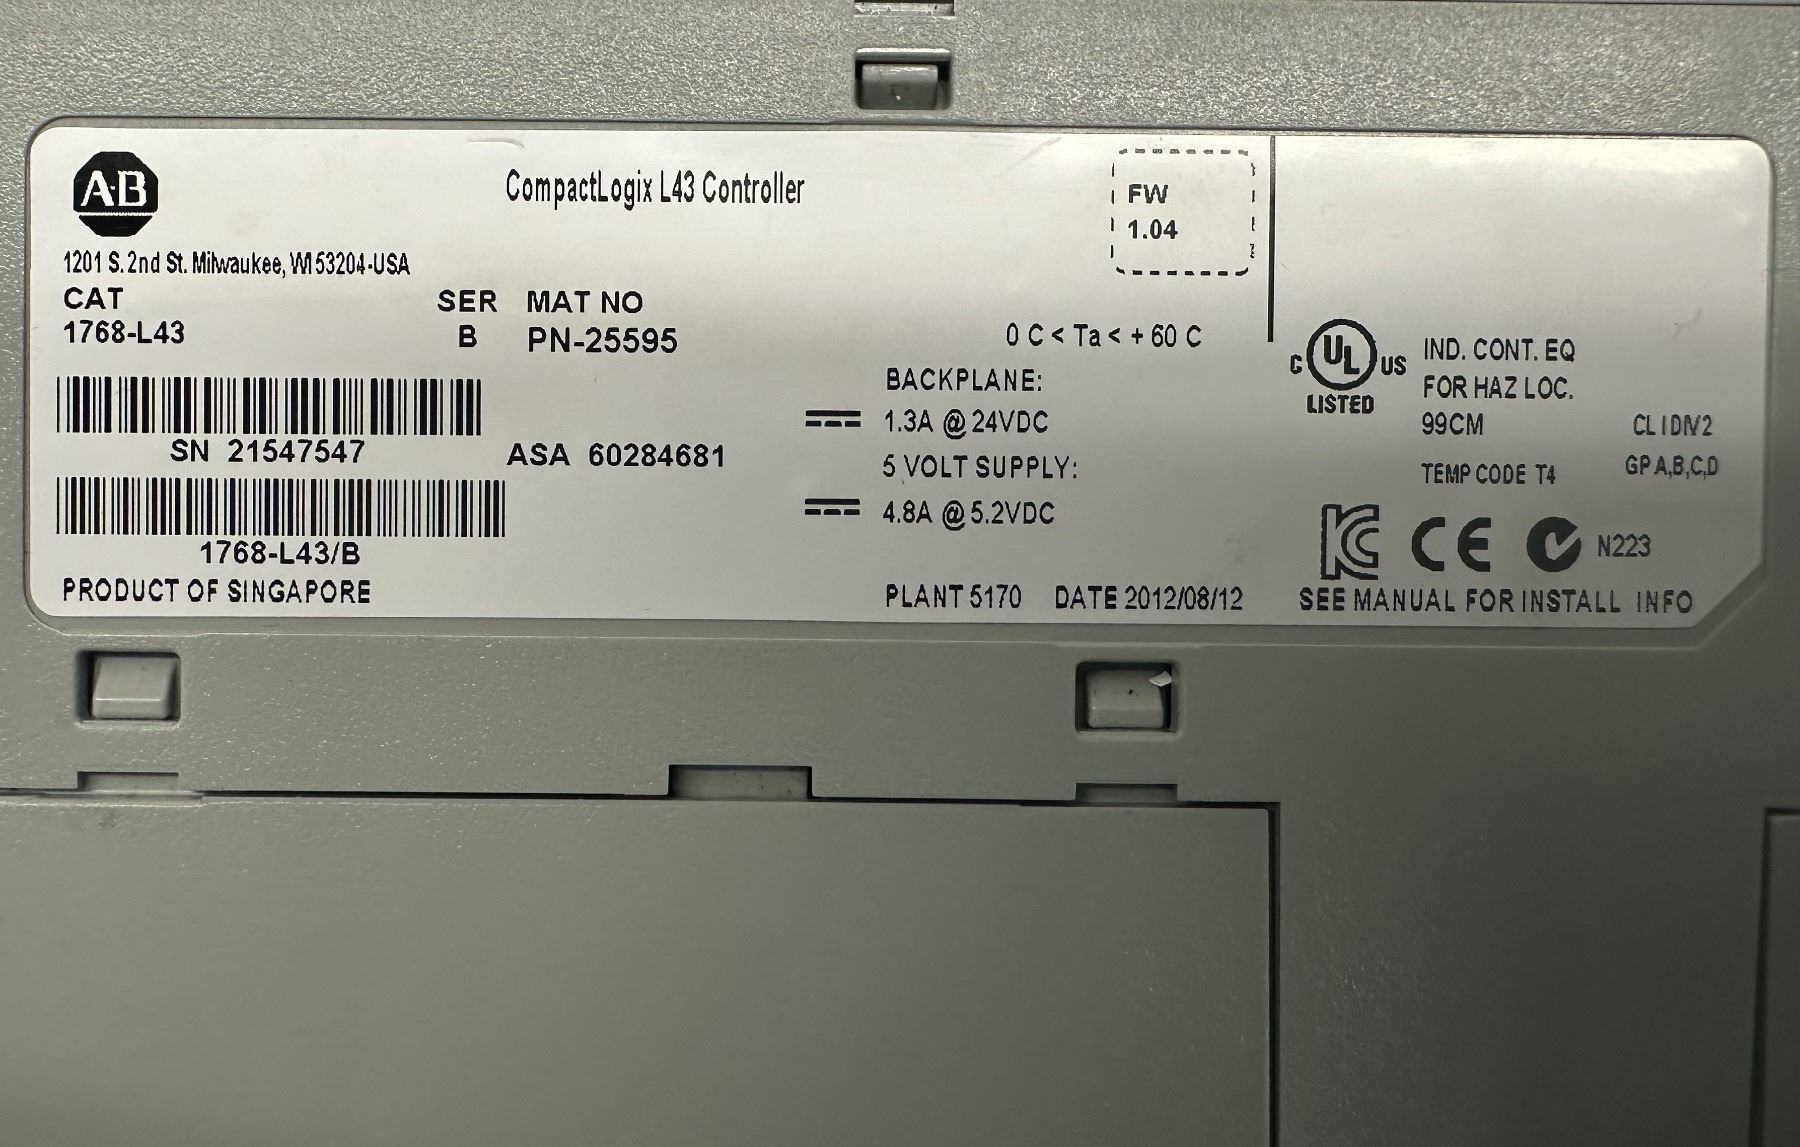 A·B
CompactLogix L43 Controller
FW
1.04
1201 S. 2nd St. Milwaukee, WI 53204-USA
CAT SER MAT NO
1768-L43 B PN-25595
0 C < Ta < + 60 C
BACKPLANE:
1.3A @ 24VDC
5 VOLT SUPPLY:
4.8A @ 5.2VDC
SN 21547547 ASA 60284681
1768-L43/B
PRODUCT OF SINGAPORE
PLANT 5170 DATE 2012/08/12
C UL US
LISTED
IND. CONT. EQ
FOR HAZ LOC.
99CM CL I DIV 2
TEMP CODE T4 GP A,B,C,D
KC CE N223
SEE MANUAL FOR INSTALL INFO